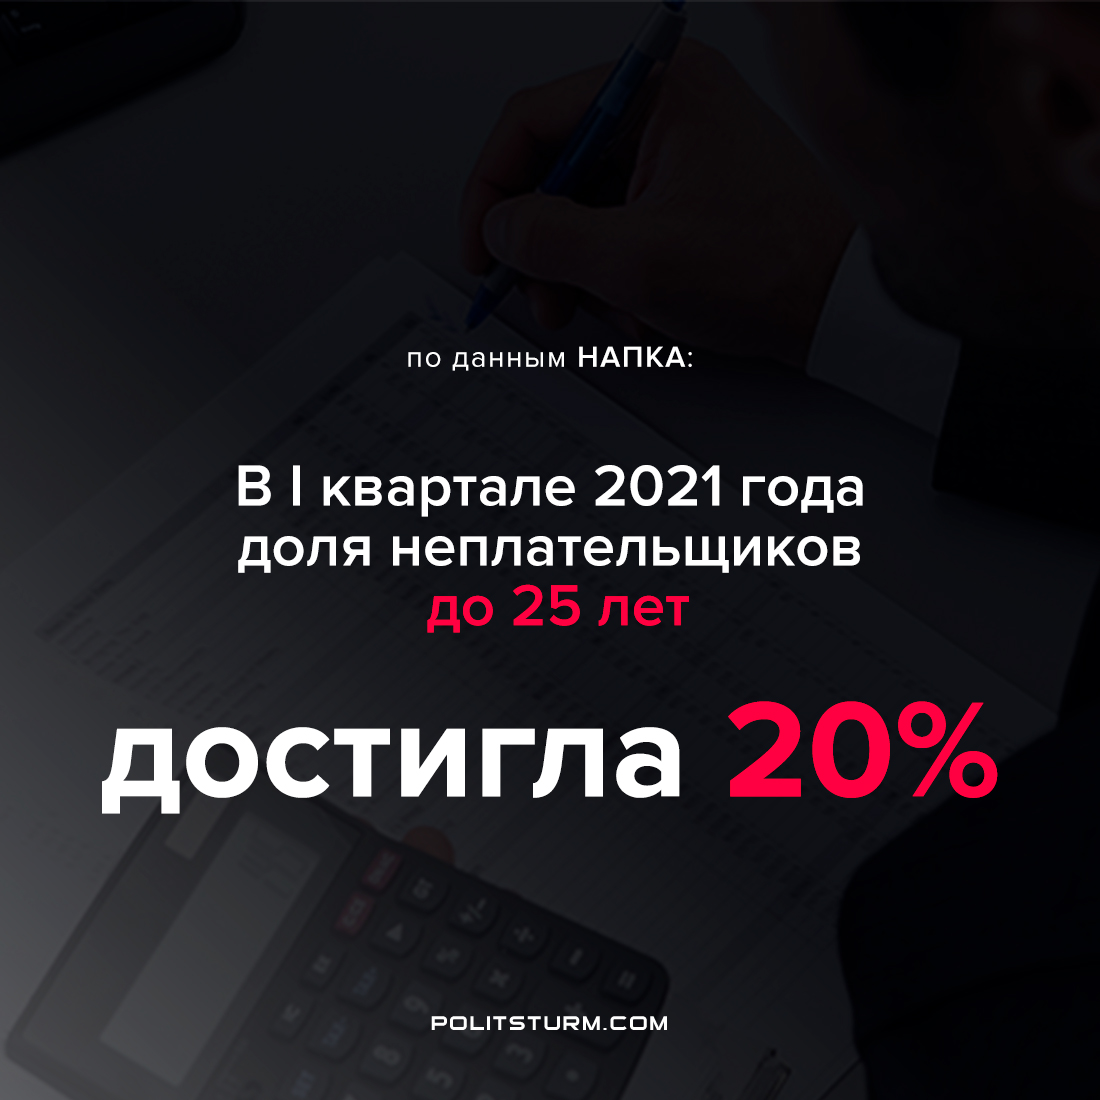 по данным НАПКА:
В I квартале 2021 года
доля неплательщиков
до 25 лет
достигла 20%
POLITSTURM.COM